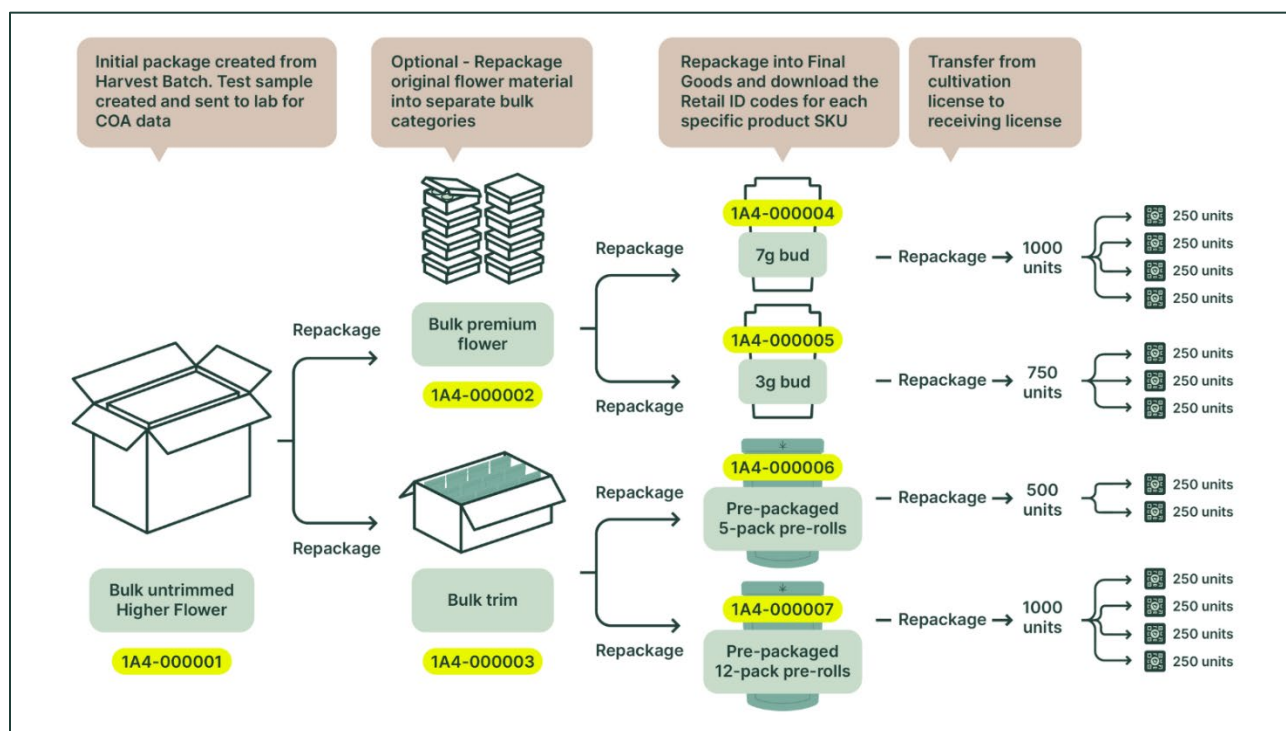 Initial package created from
Harvest Batch. Test sample
created and sent to lab for
COA data
Optional - Repackage
original flower material
into separate bulk
categories
Repackage into Final
Goods and download the
Retail ID codes for each
specific product SKU
Transfer from
cultivation
license to
receiving license
Bulk untrimmed
Higher Flower
1A4-000001
Repackage
Repackage
Bulk premium
flower
1A4-000002
Bulk trim
1A4-000003
Repackage
Repackage
Repackage
Repackage
1A4-000004
7g bud
Repackage
1000
units
250 units
250 units
250 units
250 units
1A4-000005
3g bud
Repackage
750
units
250 units
250 units
250 units
1A4-000006
Pre-packaged
5-pack pre-rolls
Repackage
500
units
250 units
250 units
1A4-000007
Pre-packaged
12-pack pre-rolls
Repackage
1000
units
250 units
250 units
250 units
250 units